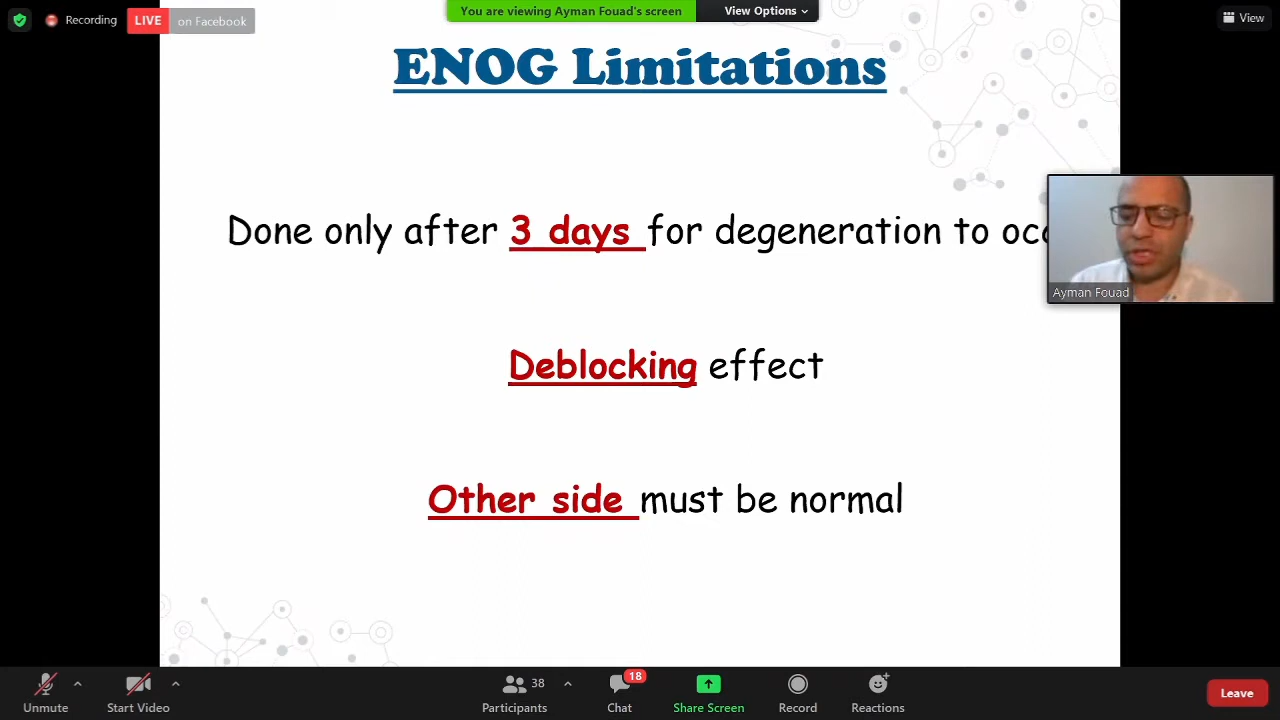 Recording
LIVE on Facebook
You are viewing Ayman Fouad's screen
View Options
View
ENOG Limitations
Done only after 3 days for degeneration to
Ayman Fouad
Deblocking effect
Other side must be normal
Unmute
Start Video
38
Participants
18
Chat
Share Screen
Record
Reactions
Leave